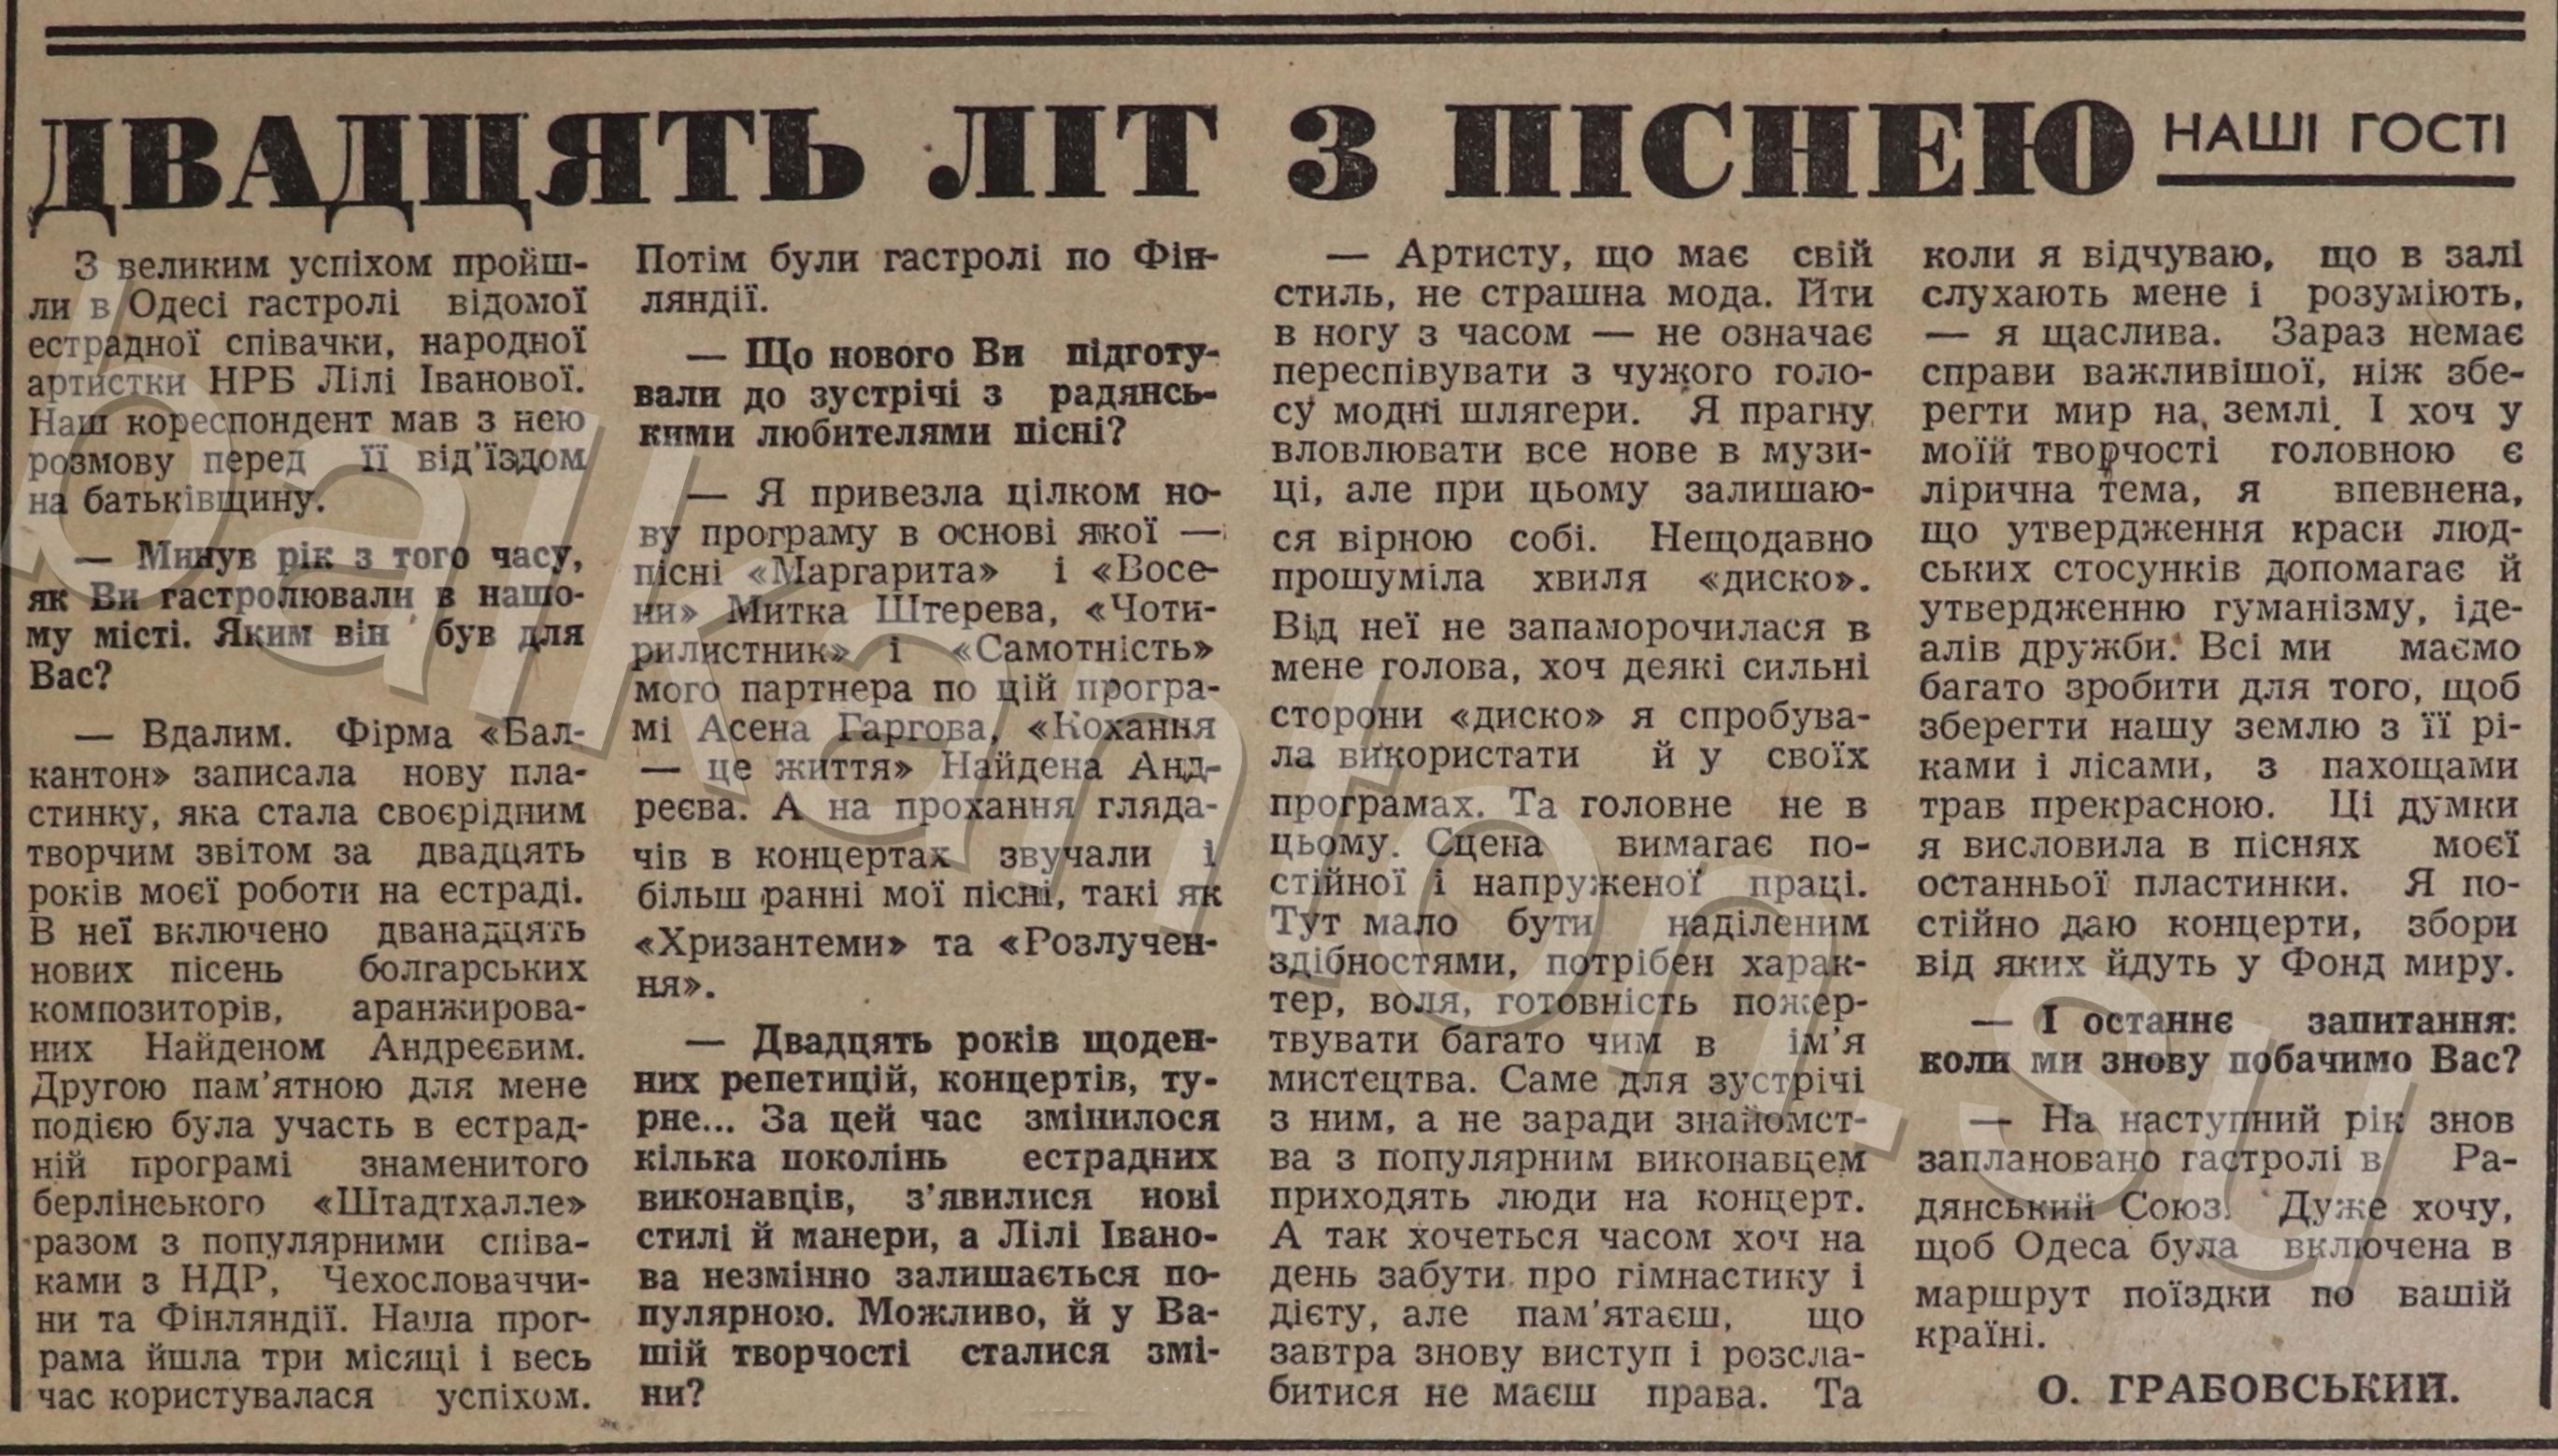 ДВАДЦЯТЬ ЛІТ З ПІСНЕЮ
НАШІ ГОСТІ
З великим успіхом пройш-
ли в Одесі гастролі відомої
естрадної співачки, народної
артистки НРБ Лілі Іванової.
Наш кореспондент мав з нею
розмову перед її від’їздом
на батьківщину.
— Минув рік з того часу,
як Ви гастролювали в нашо-
му місті. Яким він був для
Вас?
— Вдалим. Фірма «Бал-
кантон» записала нову пла-
стинку, яка стала своєрідним
творчим звітом за двадцять
років моєї роботи на естраді.
В неї включено дванадцять
нових пісень болгарських
композиторів, аранжирова-
них Найденом Андреєвим.
Другою пам’ятною для мене
подією була участь в естрад-
ній програмі знаменитого
берлінського «Штадтхалле»
разом з популярними співа-
ками з НДР, Чехословаччи-
ни та Фінляндії. Наша прог-
рама йшла три місяці і весь
час користувалася успіхом.
Потім були гастролі по Фін-
ляндії.
— Що нового Ви підготу-
вали до зустрічі з радянсь-
кими любителями пісні?
— Я привезла цілком но-
ву програму в основі якої —
пісні «Маргарита» і «Восе-
ни» Митка Штерева, «Чоти-
рилистник» і «Самотність»
мого партнера по цій програ-
мі Асена Гаргова, «Кохання
— це життя» Найдена Анд-
реєва. А на прохання гляда-
чів в концертах звучали і
більш ранні мої пісні, такі як
«Хризантеми» та «Розлучен-
ня».
— Двадцять років щоден-
них репетицій, концертів, ту-
рне... За цей час змінилося
кілька поколінь естрадних
виконавців, з’явилися нові
стилі й манери, а Лілі Івано-
ва незмінно залишається по-
пулярною. Можливо, й у Ва-
шій творчості сталися змі-
ни?
— Артисту, що має свій
стиль, не страшна мода. Йти
в ногу з часом — не означає
переспівувати з чужого голо-
су модні шлягери. Я прагну
вловлювати все нове в музи-
ці, але при цьому залишаю-
ся вірною собі. Нещодавно
прошуміла хвиля «диско».
Від неї не запаморочилася в
мене голова, хоч деякі сильні
сторони «диско» я спробува-
ла використати й у своїх
програмах. Та головне не в
цьому. Сцена вимагає по-
стійної і напруженої праці.
Тут мало бути наділеним
здібностями, потрібен харак-
тер, воля, готовність пожер-
твувати багато чим в ім’я
мистецтва. Саме для зустрічі
з ним, а не заради знайомст-
ва з популярним виконавцем
приходять люди на концерт.
А так хочеться часом хоч на
день забути про гімнастику і
дієту, але пам’ятаєш, що
завтра знову виступ і розсла-
битися не маєш права. Та
коли я відчуваю, що в залі
слухають мене і розуміють,
— я щаслива. Зараз немає
справи важливішої, ніж збе-
регти мир на землі. І хоч у
моїй творчості головною є
лірична тема, я впевнена,
що утвердження краси люд-
ських стосунків допомагає й
утвердженню гуманізму, іде-
алів дружби. Всі ми маємо
багато зробити для того, щоб
зберегти нашу землю з її рі-
ками і лісами, з пахощами
трав прекрасною. Ці думки
я висловила в піснях моєї
останньої пластинки. Я по-
стійно даю концерти, збори
від яких йдуть у Фонд миру.
— І останнє запитання:
коли ми знову побачимо Вас?
— На наступний рік знов
заплановано гастролі в Ра-
дянський Союз. Дуже хочу,
щоб Одеса була включена в
маршрут поїздки по вашій
країні.
О. ГРАБОВСЬКИЙ.
balkanton.su